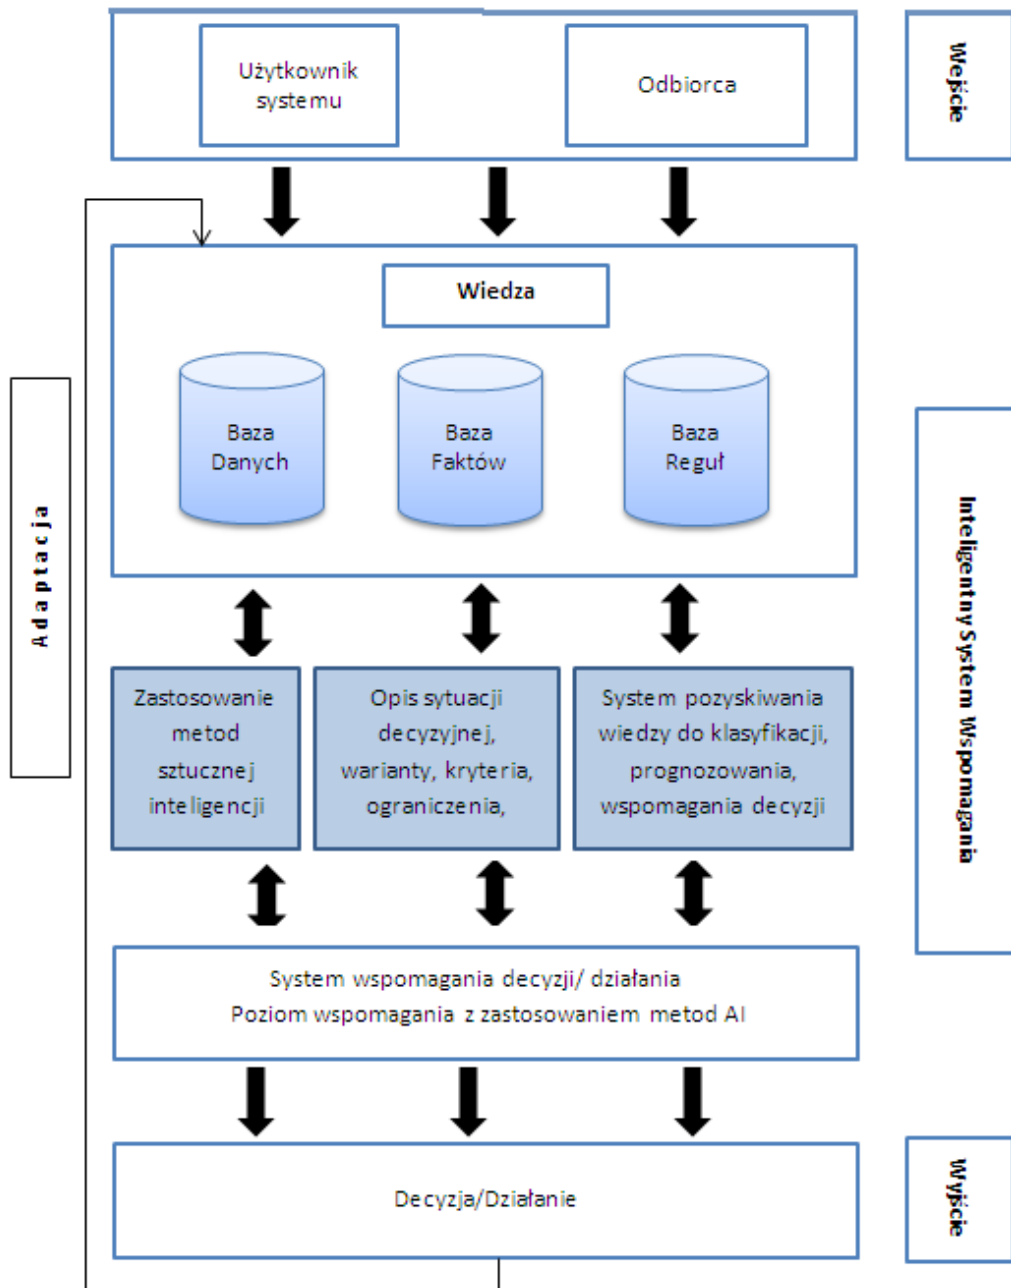 Użytkownik
systemu
Odbiorca
Wejście
Wiedza
Baza
Danych
Baza
Faktów
Baza
Reguł
Adaptacja
Inteligentny System Wspomagania
Zastosowanie
metod
sztucznej
inteligencji
Opis sytuacji
decyzyjnej,
warianty, kryteria,
ograniczenia,
System pozyskiwania
wiedzy do klasyfikacji,
prognozowania,
wspomagania decyzji
System wspomagania decyzji/ działania
Poziom wspomagania z zastosowaniem metod AI
Decyzja/Działanie
Wyjście